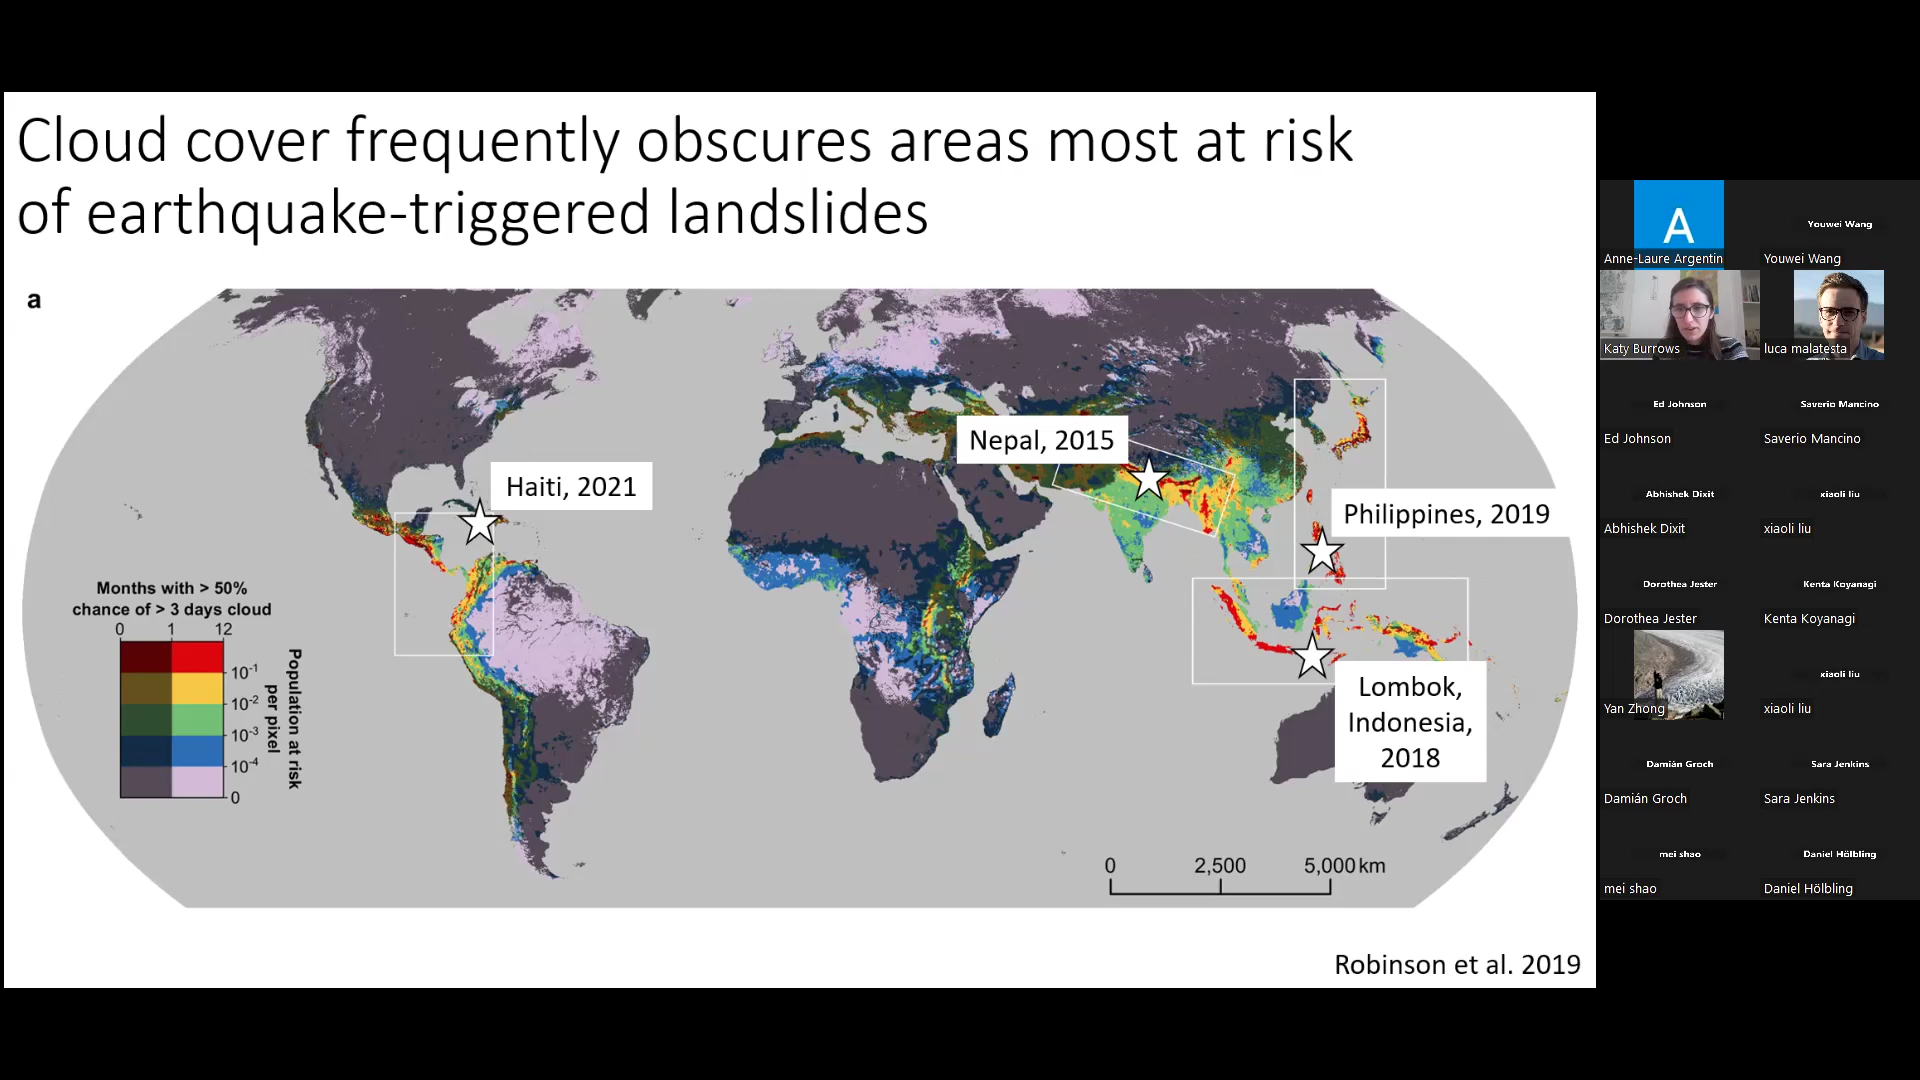 Cloud cover frequently obscures areas most at risk
of earthquake-triggered landslides
a
Nepal, 2015
Haiti, 2021
Philippines, 2019
Lombok,
Indonesia,
2018
Months with > 50%
chance of > 3 days cloud
0 1 12
10-1
10-2
10-3
10-4
0
Population at risk
per pixel
0 2,500 5,000 km
Robinson et al. 2019
A
Anne-Laure Argentin
Youwei Wang
Youwei Wang
Katy Burrows
luca malatesta
Ed Johnson
Ed Johnson
Saverio Mancino
Saverio Mancino
Abhishek Dixit
Abhishek Dixit
xiaoli liu
xiaoli liu
Dorothea Jester
Dorothea Jester
Kenta Koyanagi
Kenta Koyanagi
Yan Zhong
xiaoli liu
xiaoli liu
Damián Groch
Damián Groch
Sara Jenkins
Sara Jenkins
mei shao
mei shao
Daniel Hölbling
Daniel Hölbling